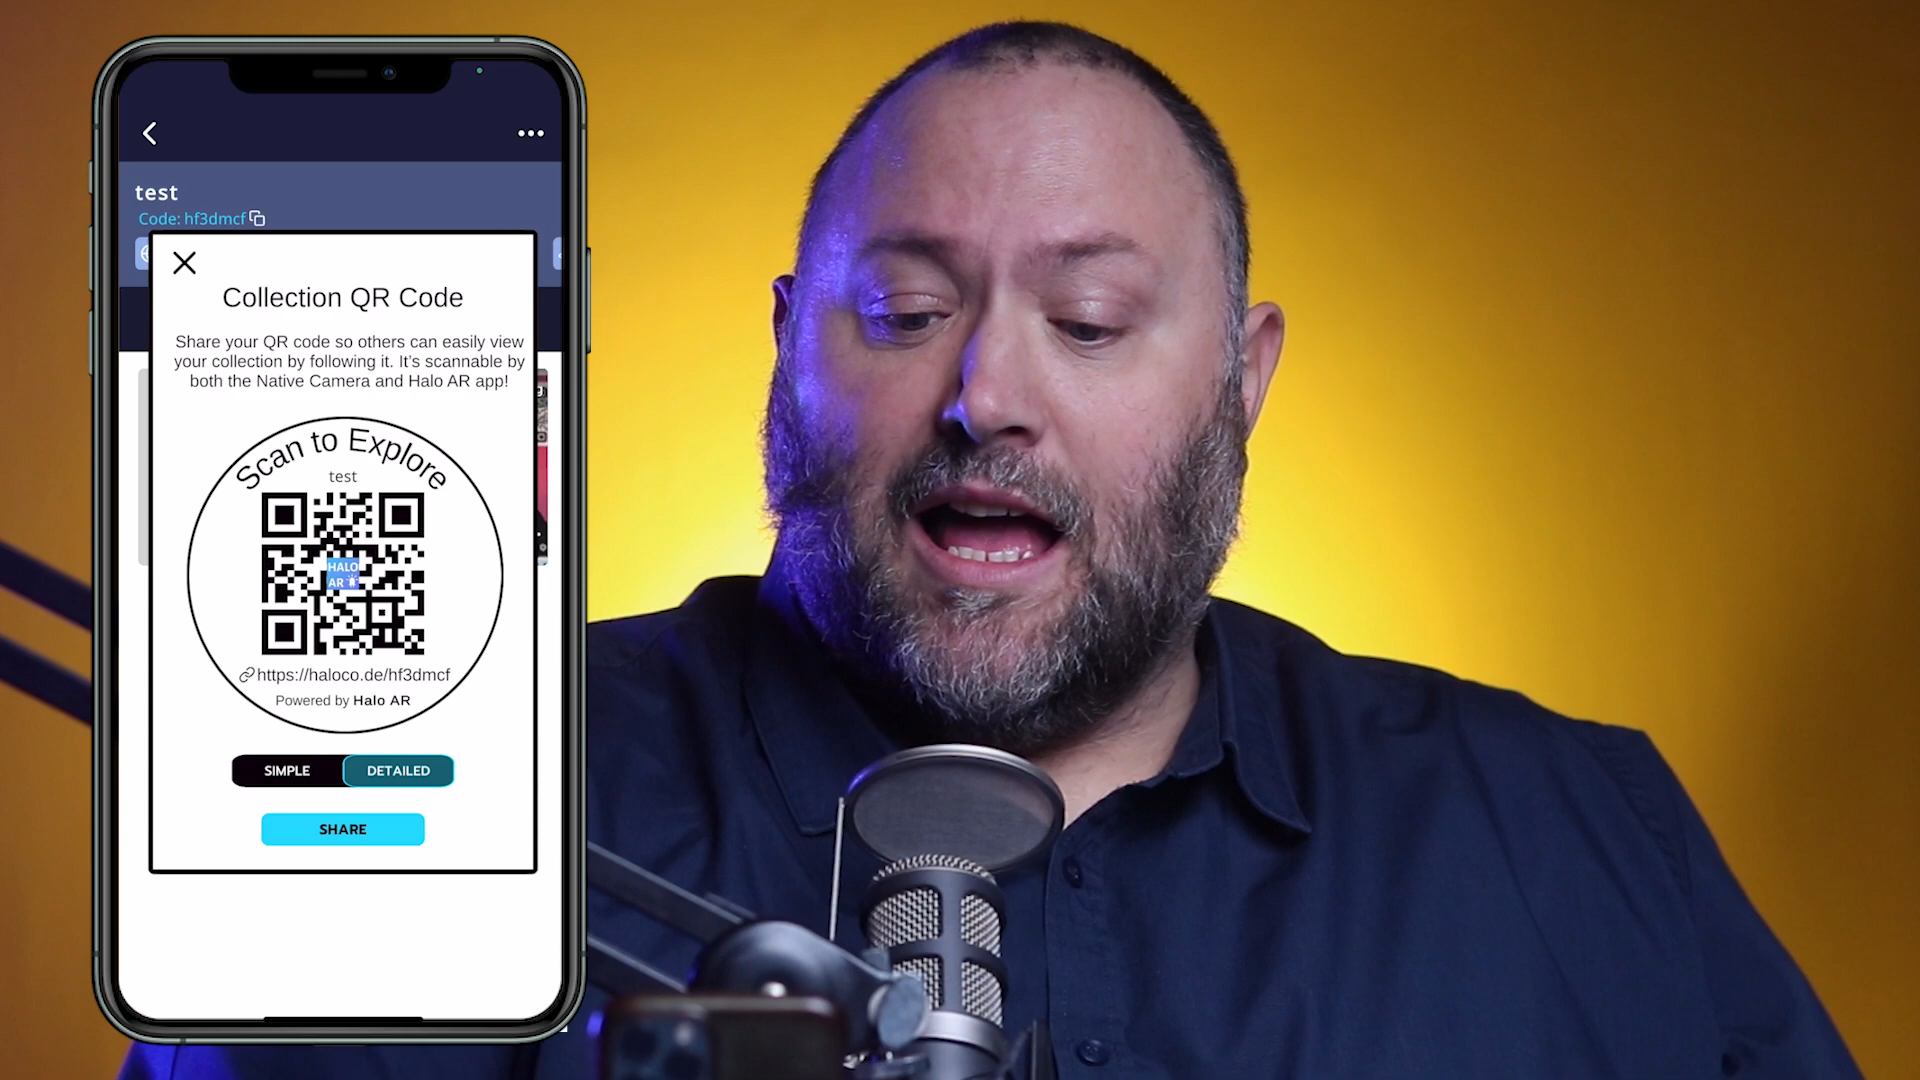 test
Code: hf3dmcf
Collection QR Code
Share your QR code so others can easily view
your collection by following it. It's scannable by
both the Native Camera and Halo AR app!
Scan to Explore
test
HALO
AR
https://haloco.de/hf3dmcf
Powered by Halo AR
SIMPLE
DETAILED
SHARE